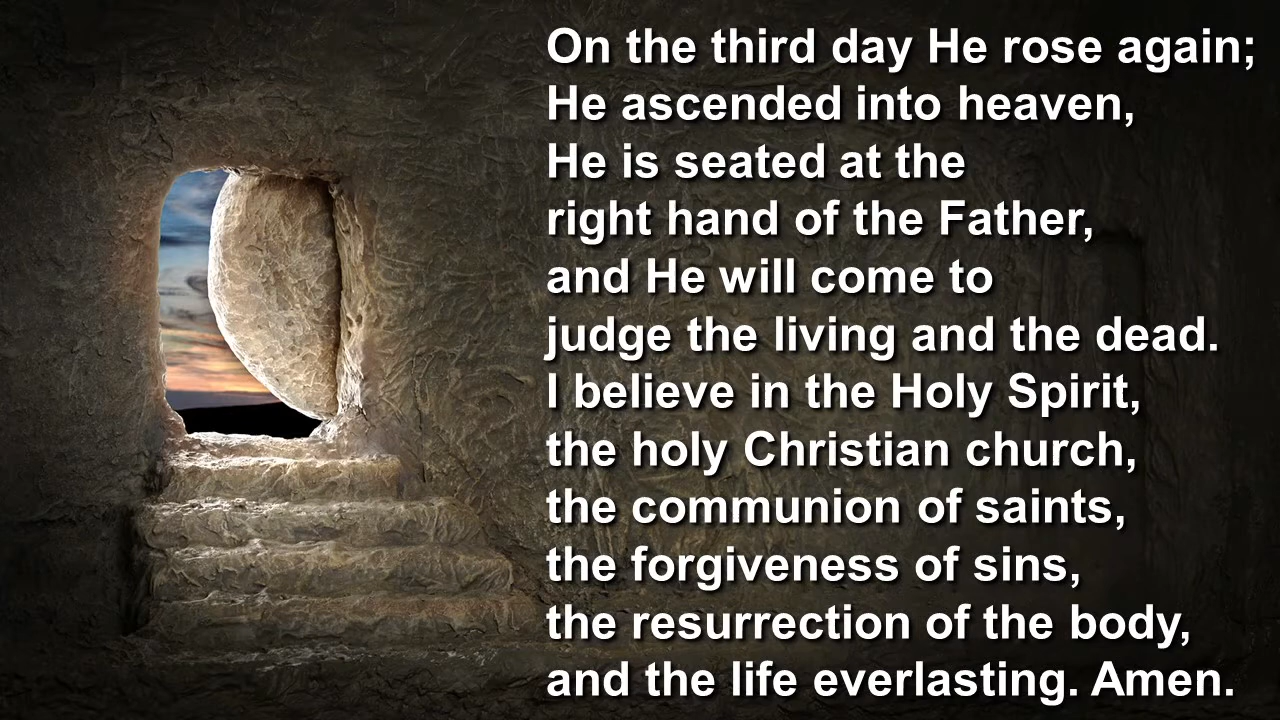 On the third day He rose again;
He ascended into heaven,
He is seated at the
right hand of the Father,
and He will come to
judge the living and the dead.
I believe in the Holy Spirit,
the holy Christian church,
the communion of saints,
the forgiveness of sins,
the resurrection of the body,
and the life everlasting. Amen.